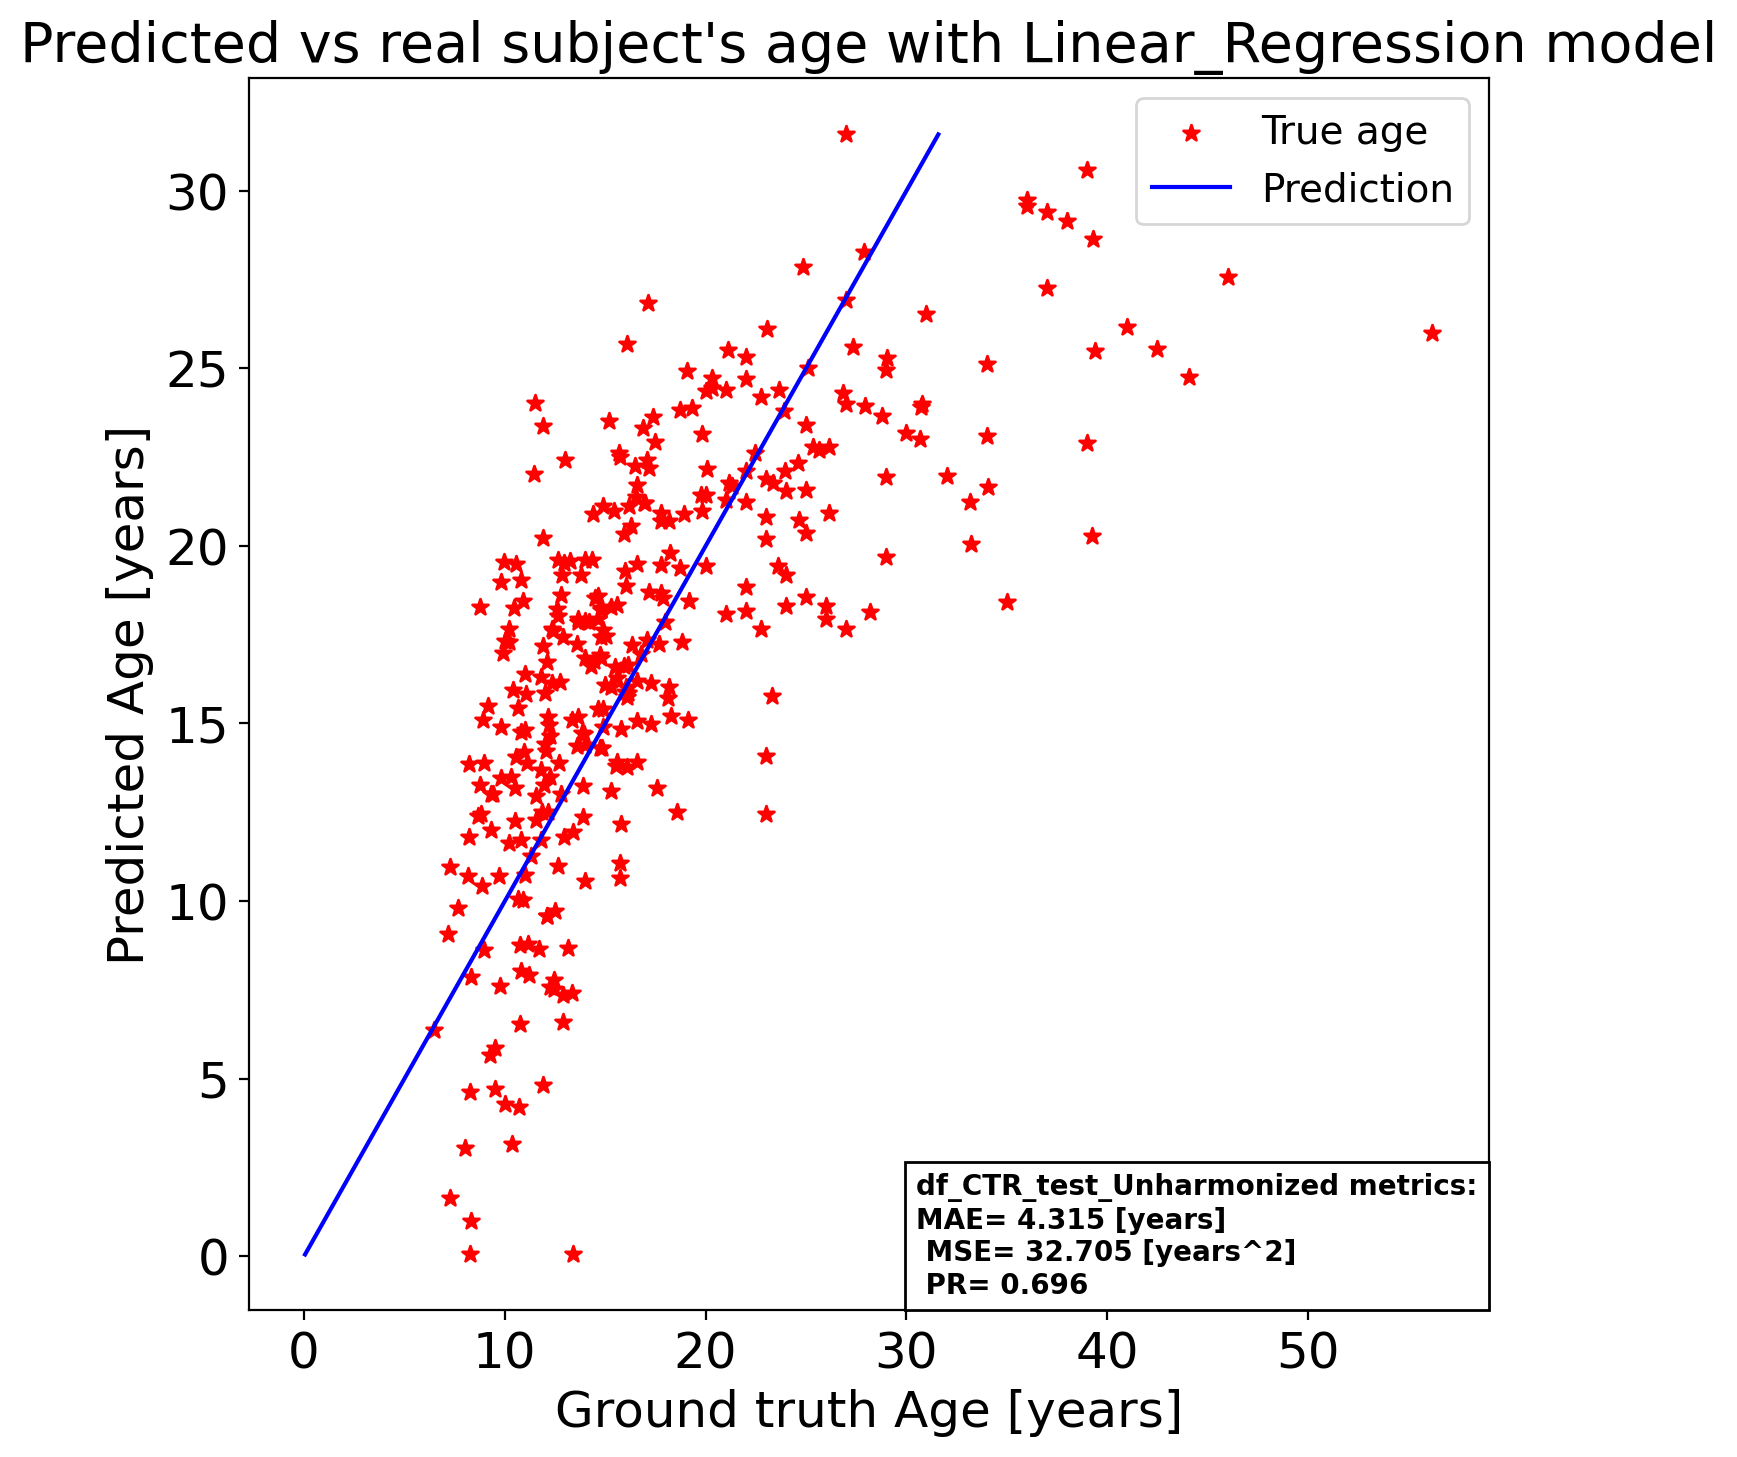 Predicted vs real subject's age with Linear_Regression model
True age
Prediction
30
25
20
15
10
5
0
Predicted Age [years]
df_CTR_test_Unharmonized metrics:
MAE= 4.315 [years]
MSE= 32.705 [years^2]
PR= 0.696
0 10 20 30 40 50
Ground truth Age [years]